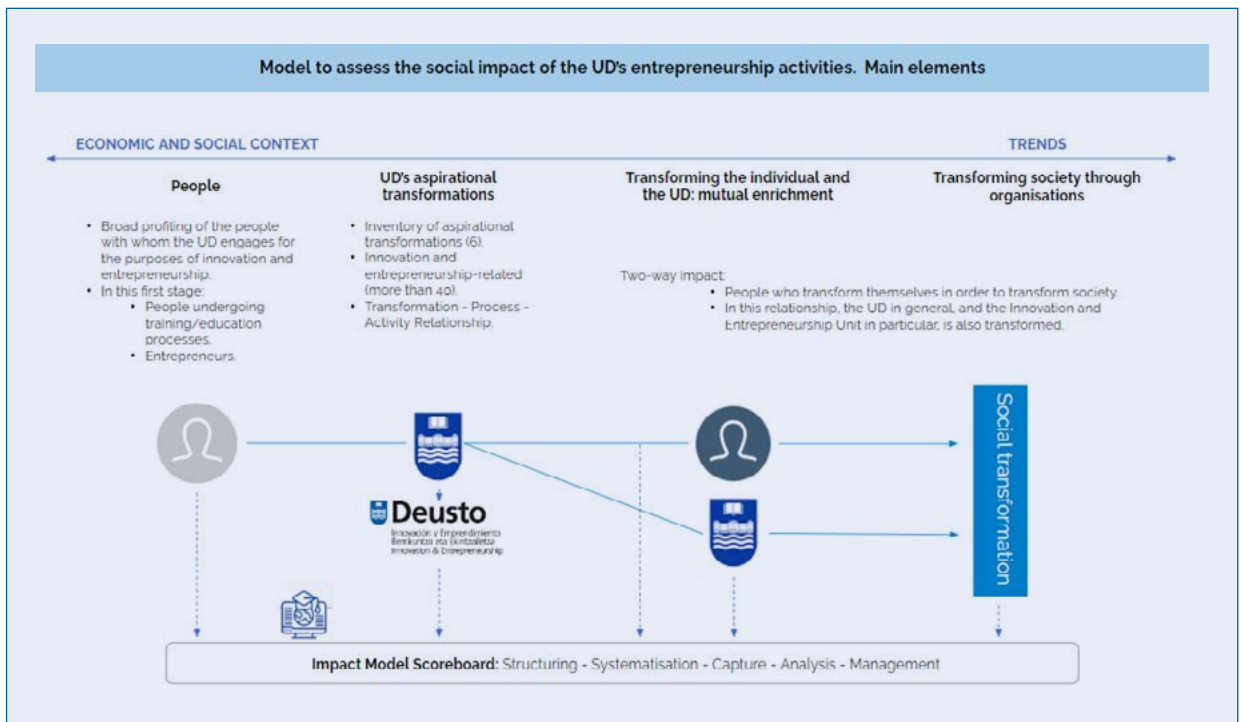 Model to assess the social impact of the UD's entrepreneurship activities. Main elements
ECONOMIC AND SOCIAL CONTEXT
TRENDS
People
• Broad profiling of the people
with whom the UD engages for
the purposes of innovation and
entrepreneurship.
• In this first stage:
• People undergoing
training/education
processes.
• Entrepreneurs.
UD's aspirational
transformations
• Inventory of aspirational
transformations (6).
• Innovation and
entrepreneurship-related
(more than 40).
• Transformation - Process -
Activity Relationship.
Transforming the individual and
the UD: mutual enrichment
Transforming society through
organisations
Two-way impact:
• People who transform themselves in order to transform society.
• In this relationship, the UD in general, and the Innovation and
Entrepreneurship Unit in particular, is also transformed.
Deusto
Innovación y Emprendimiento
Berrikuntza eta Ekintzailetza
Innovation & Entrepreneurship
Social transformation
Impact Model Scoreboard: Structuring - Systematisation - Capture - Analysis - Management